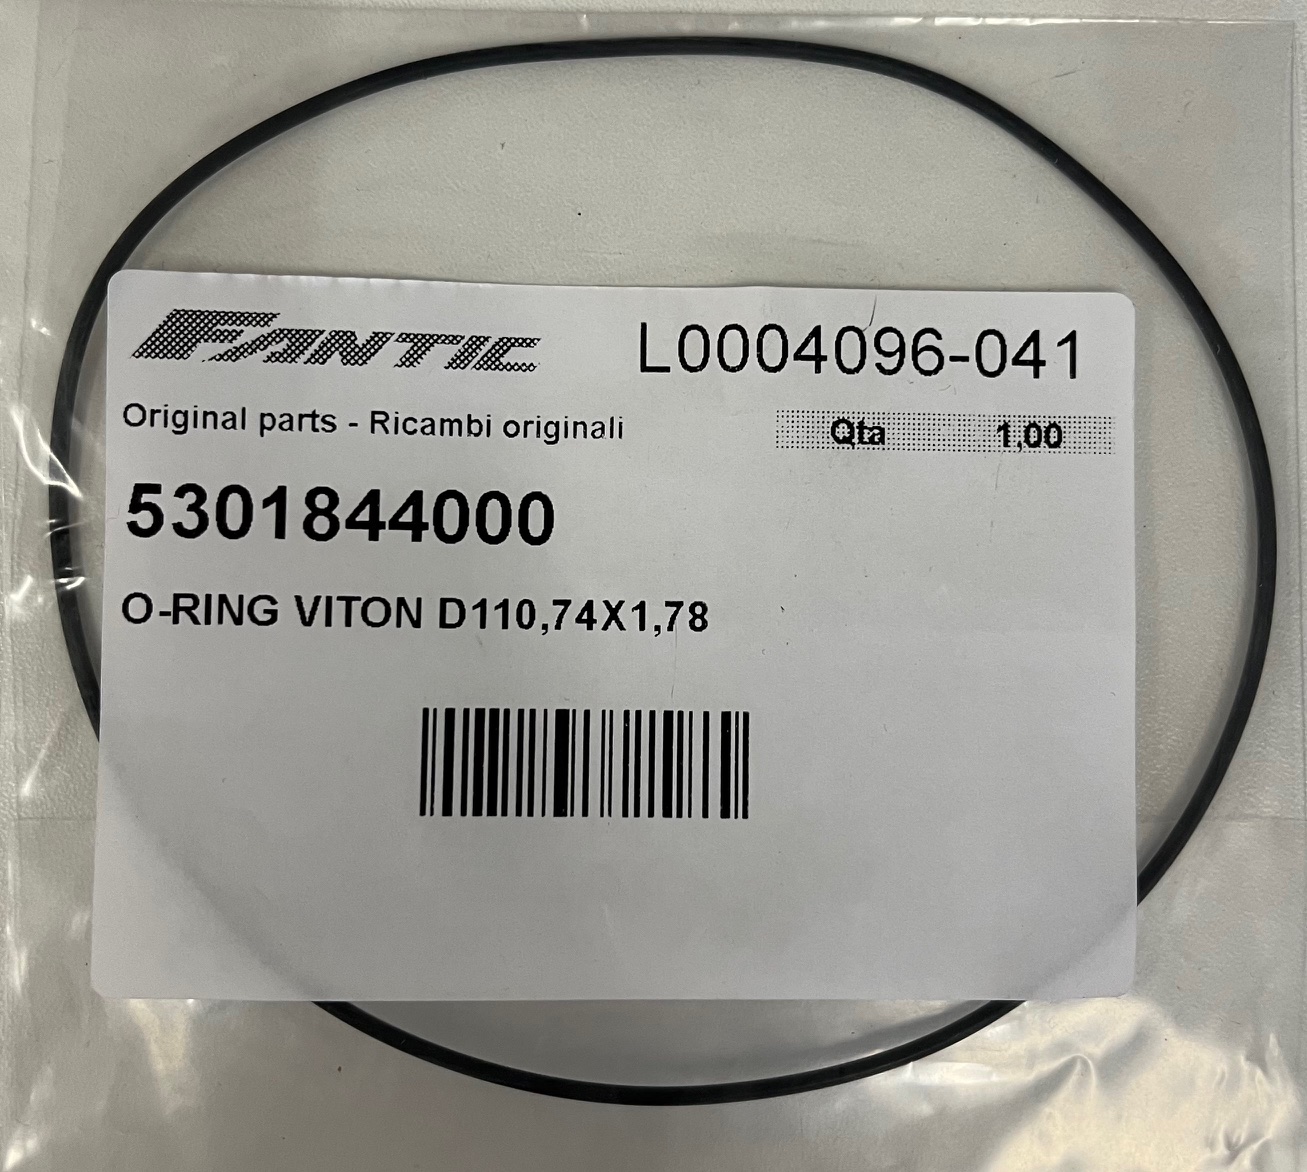 FANTIC
L0004096-041
Original parts - Ricambi originali
Qta 1,00
5301844000
O-RING VITON D110,74X1,78